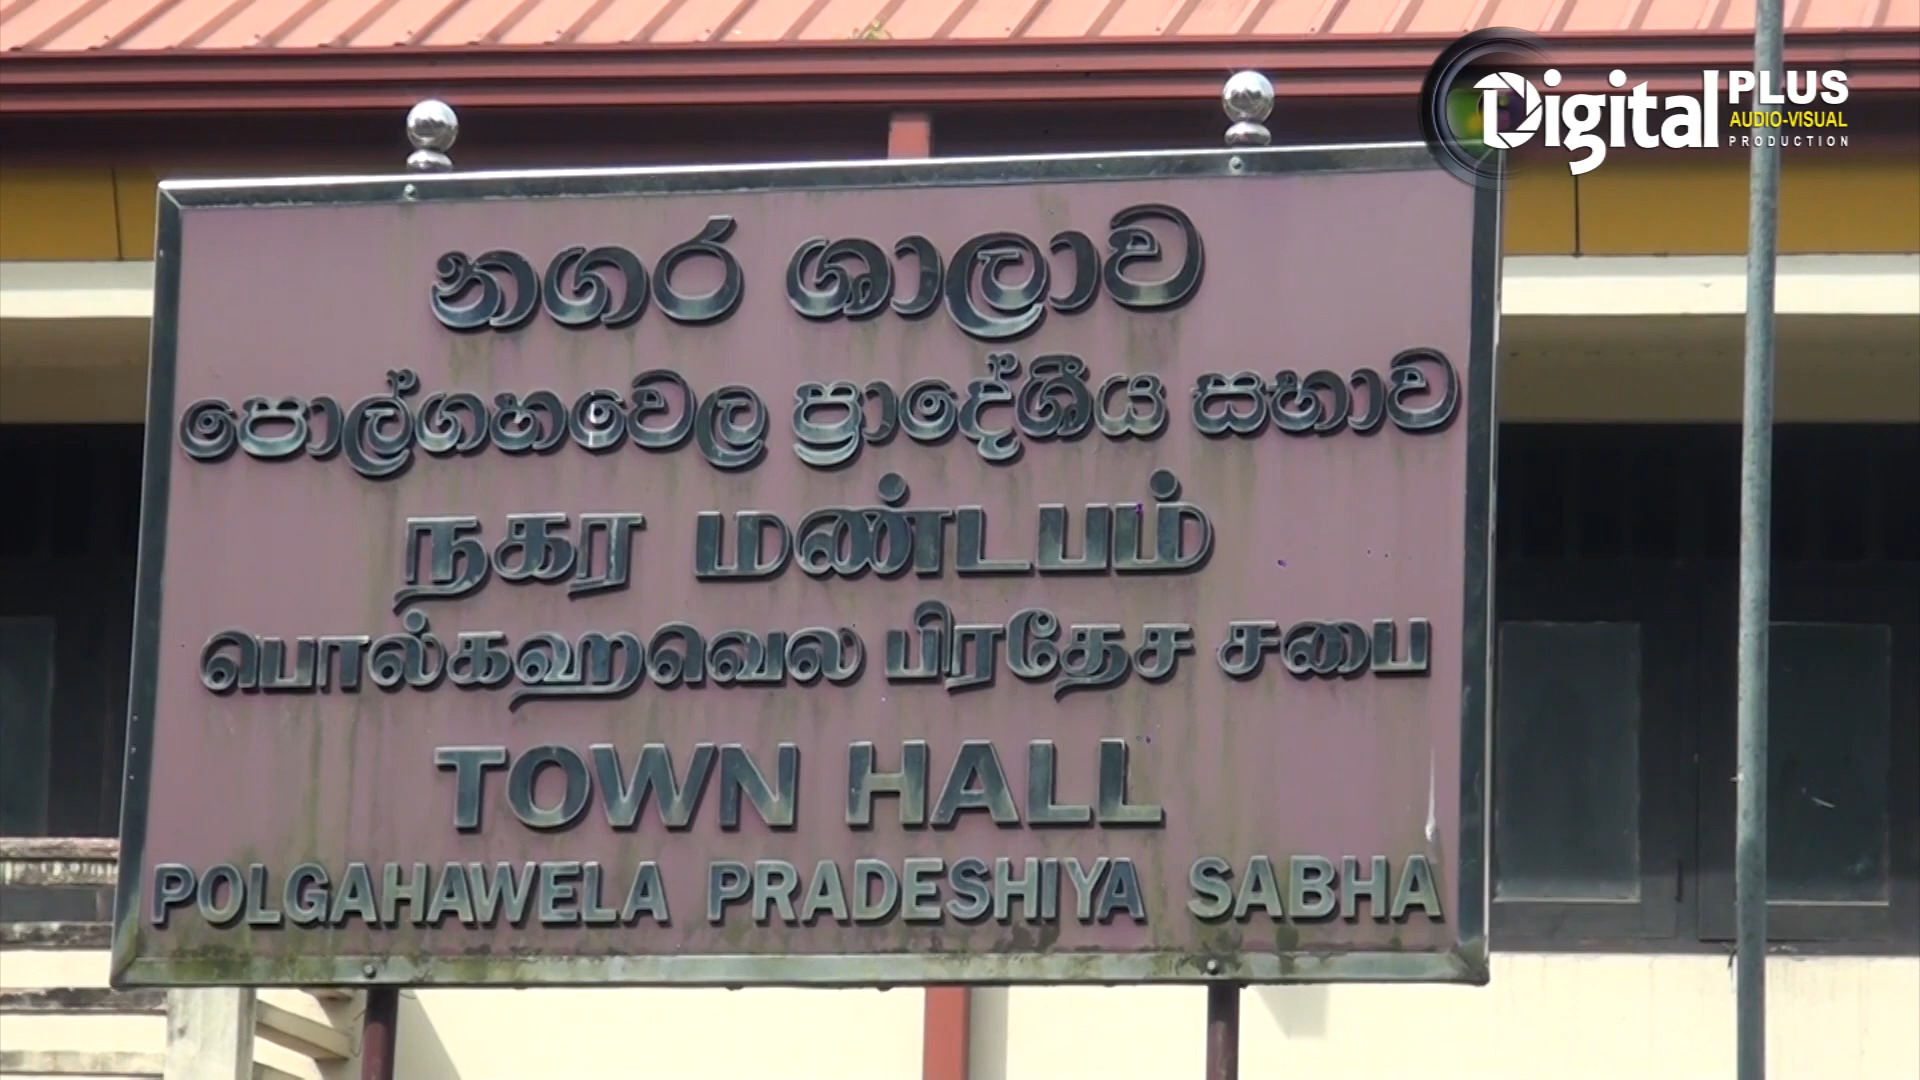 Digital PLUS
AUDIO-VISUAL
PRODUCTION
නගර ශාලාව
පොල්ගහවෙල ප්‍රාදේශීය සභාව
நகர மண்டபம்
பொல்கஹவெல பிரதேச சபை
TOWN HALL
POLGAHAWELA PRADESHIYA SABHA